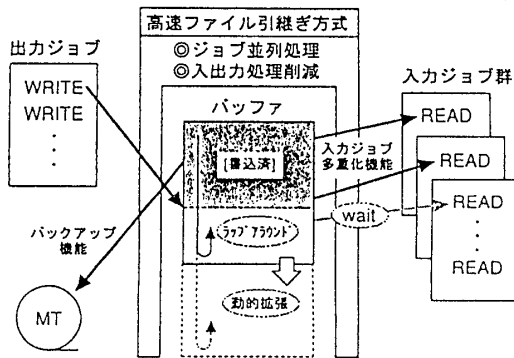 高速ファイル引継ぎ方式
◎ジョブ並列処理
◎入出力処理削減
出力ジョブ
WRITE
WRITE
・
・
・
バッファ
[書込済]
ラップアラウンド
動的拡張
バックアップ
機能
MT
入力ジョブ
多重化機能
wait
入力ジョブ群
READ
READ
READ
・
・
・
READ